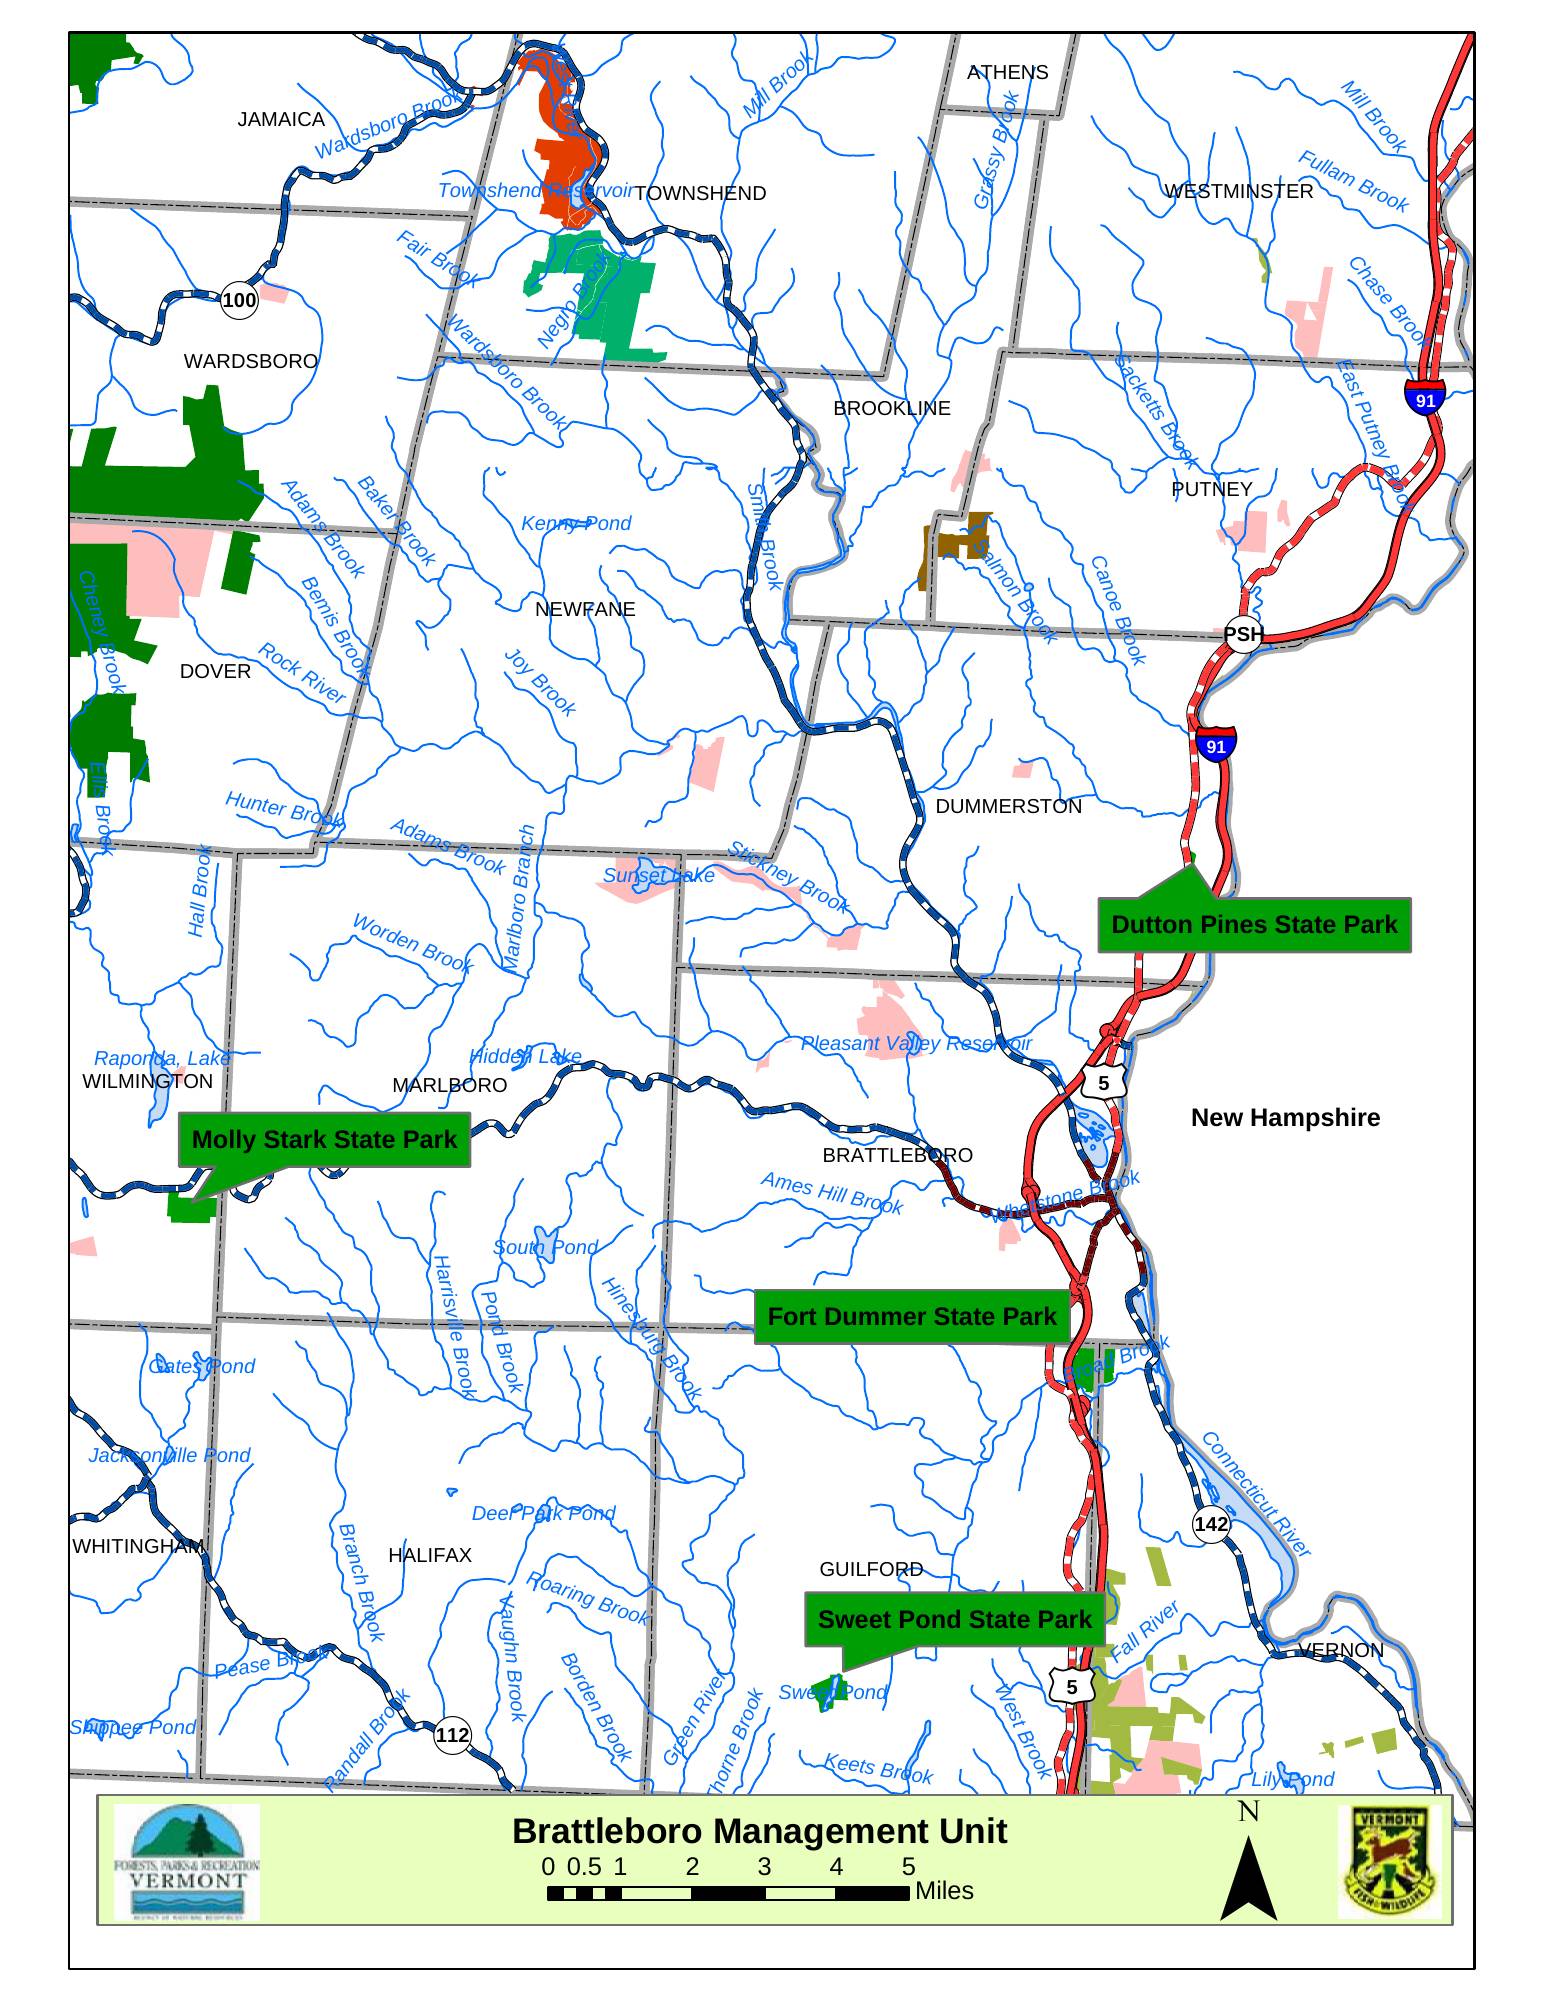 ATHENS
Mill Brook
Mill Brook
JAMAICA
Wardsboro Brook
Grassy Brook
Fullam Brook
Townshend Reservoir
TOWNSHEND
WESTMINSTER
Fair Brook
Negro Brook
Chase Brook
100
Wardsboro Brook
WARDSBORO
Sacketts Brook
East Putney Brook
91
BROOKLINE
Adams Brook
Baker Brook
Smith Brook
PUTNEY
Kenny Pond
Salmon Brook
Canoe Brook
Cheney Brook
Bemis Brook
NEWFANE
PSH
DOVER
Rock River
Joy Brook
91
Ellis Brook
Hunter Brook
DUMMERSTON
Adams Brook
Marlboro Branch
Stickney Brook
Hall Brook
Sunset Lake
Dutton Pines State Park
Worden Brook
Pleasant Valley Reservoir
Raponda, Lake
Hidden Lake
WILMINGTON
MARLBORO
5
New Hampshire
Molly Stark State Park
BRATTLEBORO
Ames Hill Brook
Whetstone Brook
South Pond
Harrisville Brook
Pond Brook
Hinesburg Brook
Fort Dummer State Park
Broad Brook
Gates Pond
Jacksonville Pond
Connecticut River
Deer Park Pond
142
WHITINGHAM
Branch Brook
HALIFAX
GUILFORD
Roaring Brook
Vaughn Brook
Sweet Pond State Park
Fall River
VERNON
Pease Brook
Borden Brook
Green River
Sweet Pond
5
West Brook
Shippee Pond
Randall Brook
112
Thorne Brook
Keets Brook
Lily Pond
Brattleboro Management Unit
0 0.5 1 2 3 4 5
Miles
N
FORESTS, PARKS & RECREATION
VERMONT
AGENCY OF NATURAL RESOURCES
VERMONT
FISH & WILDLIFE